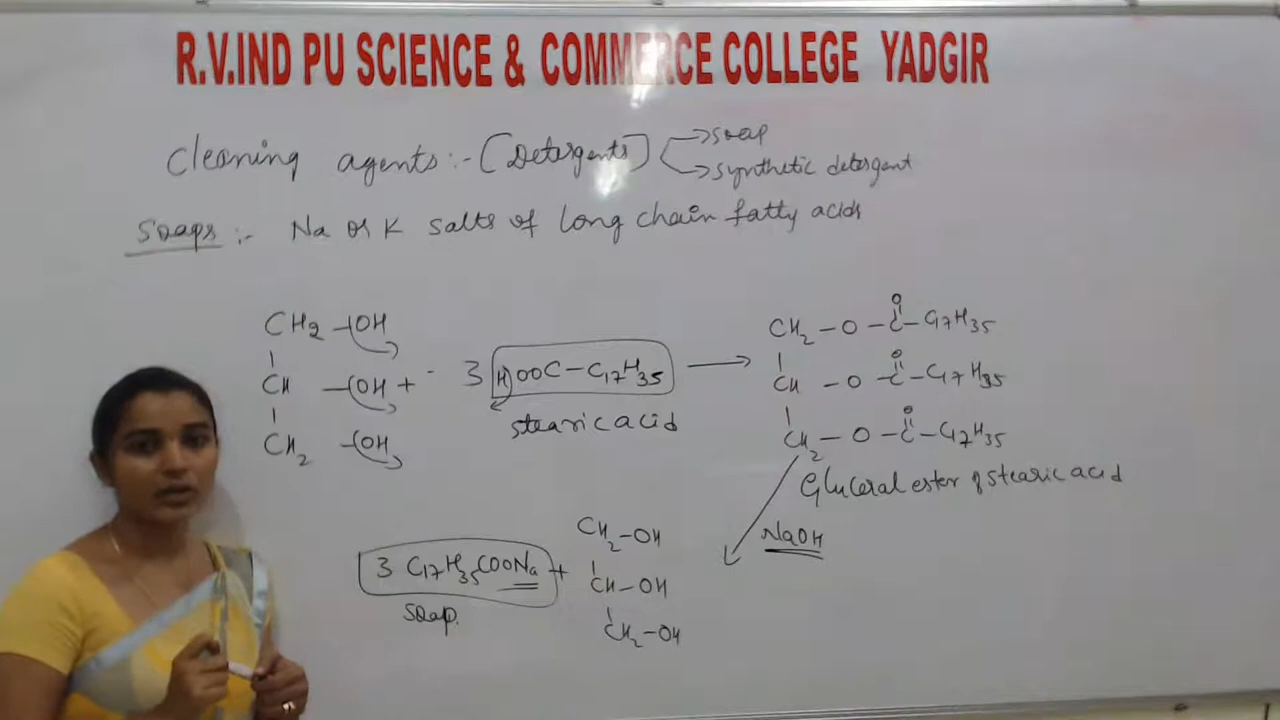 R.V.IND PU SCIENCE & COMMERCE COLLEGE YADGIR
Cleaning agents:-[Detergents]
→soap
→synthetic detergent
Soaps:- Na or K salts of long chain fatty acids
CH2-OH
CH-OH + 3 HOOC-C17H35 →
CH2-OH
stearic acid
CH2-O-C-C17H35
O
CH-O-C-C17H35
O
CH2-O-C-C17H35
O
Gluceral ester of stearic acid
NaOH
3 C17H35COONa +
soap.
CH2-OH
CH-OH
CH2-OH